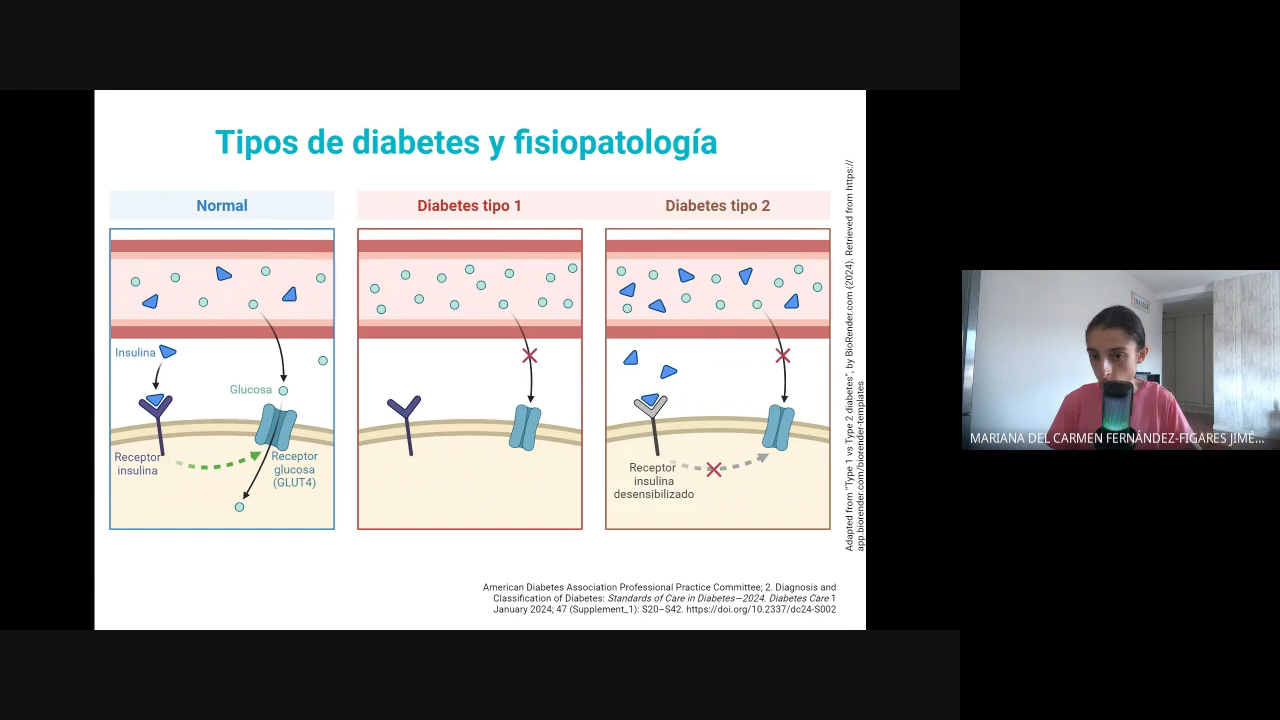 Tipos de diabetes y fisiopatología
Normal
Diabetes tipo 1
Diabetes tipo 2
Insulina
Glucosa
Receptor
insulina
Receptor
glucosa
(GLUT4)
Receptor
insulina
desensibilizado
Adapted from “Type 1 vs Type 2 diabetes”, by BioRender.com (2024). Retrieved from https://
app.biorender.com/biorender-templates
American Diabetes Association Professional Practice Committee; 2. Diagnosis and
Classification of Diabetes: Standards of Care in Diabetes—2024. Diabetes Care 1
January 2024; 47 (Supplement_1): S20–S42. https://doi.org/10.2337/dc24-S002
MARIANA DEL CARMEN FERNÁNDEZ-FIGARES JIMÉ...